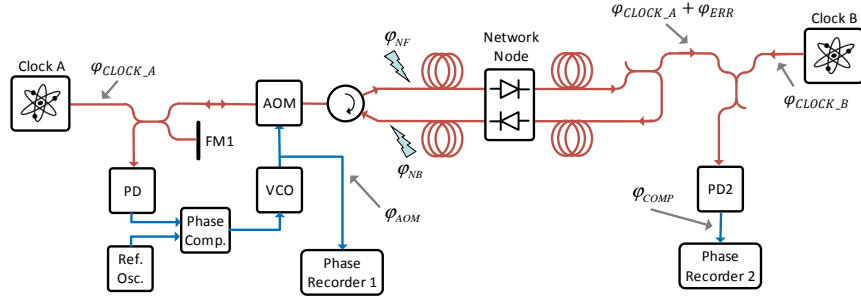 Clock A
φCLOCK_A
AOM
FM1
PD
Ref.
Osc.
Phase
Comp.
VCO
φAOM
Phase
Recorder 1
φNF
φNB
Network
Node
φCLOCK_A + φERR
Clock B
φCLOCK_B
PD2
φCOMP
Phase
Recorder 2